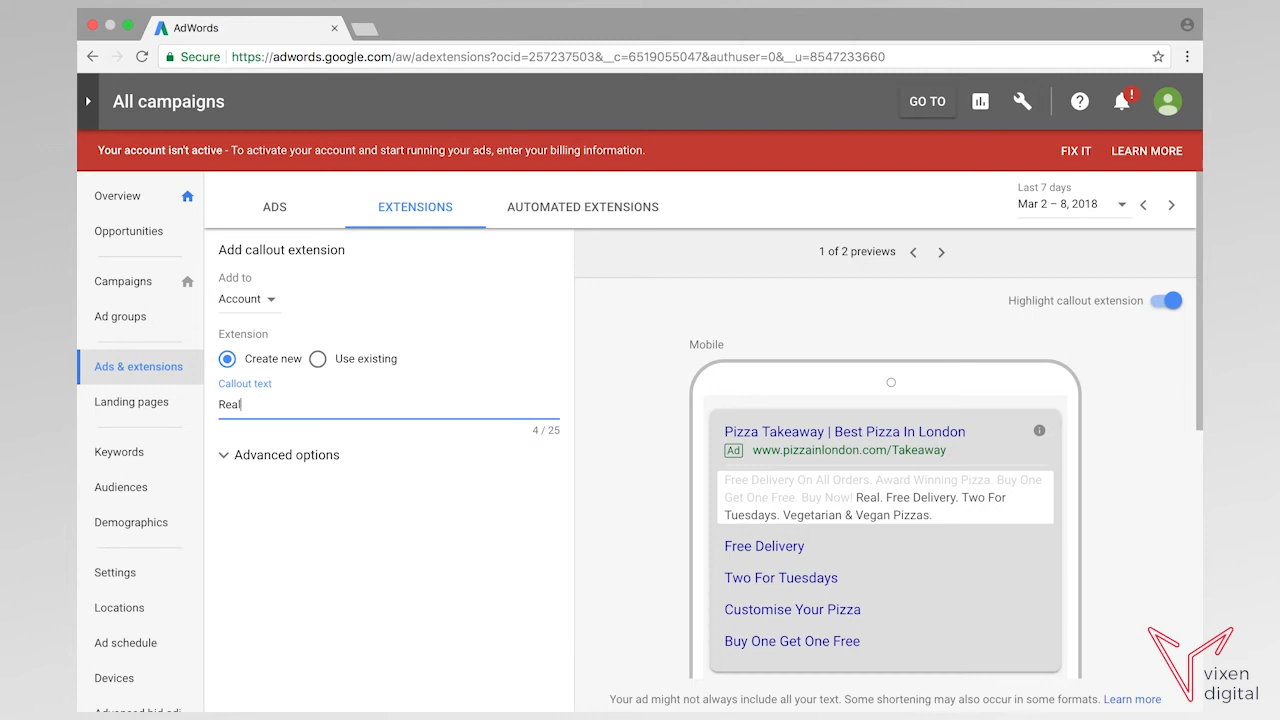 AdWords
Secure
https://adwords.google.com/aw/adextensions?ocid=257237503&__c=6519055047&authuser=0&__u=8547233660
All campaigns
GO TO
Your account isn't active - To activate your account and start running your ads, enter your billing information.
FIX IT
LEARN MORE
Overview
Opportunities
Campaigns
Ad groups
Ads & extensions
Landing pages
Keywords
Audiences
Demographics
Settings
Locations
Ad schedule
Devices
ADS
EXTENSIONS
AUTOMATED EXTENSIONS
Last 7 days
Mar 2 – 8, 2018
Add callout extension
Add to
Account
Extension
Create new
Use existing
Callout text
Real
4 / 25
Advanced options
1 of 2 previews
Highlight callout extension
Mobile
Pizza Takeaway | Best Pizza In London
Ad www.pizzainlondon.com/Takeaway
Free Delivery On All Orders. Award Winning Pizza. Buy One
Get One Free. Buy Now! Real. Free Delivery. Two For
Tuesdays. Vegetarian & Vegan Pizzas.
Free Delivery
Two For Tuesdays
Customise Your Pizza
Buy One Get One Free
Your ad might not always include all your text. Some shortening may also occur in some formats. Learn more
vixen
digital